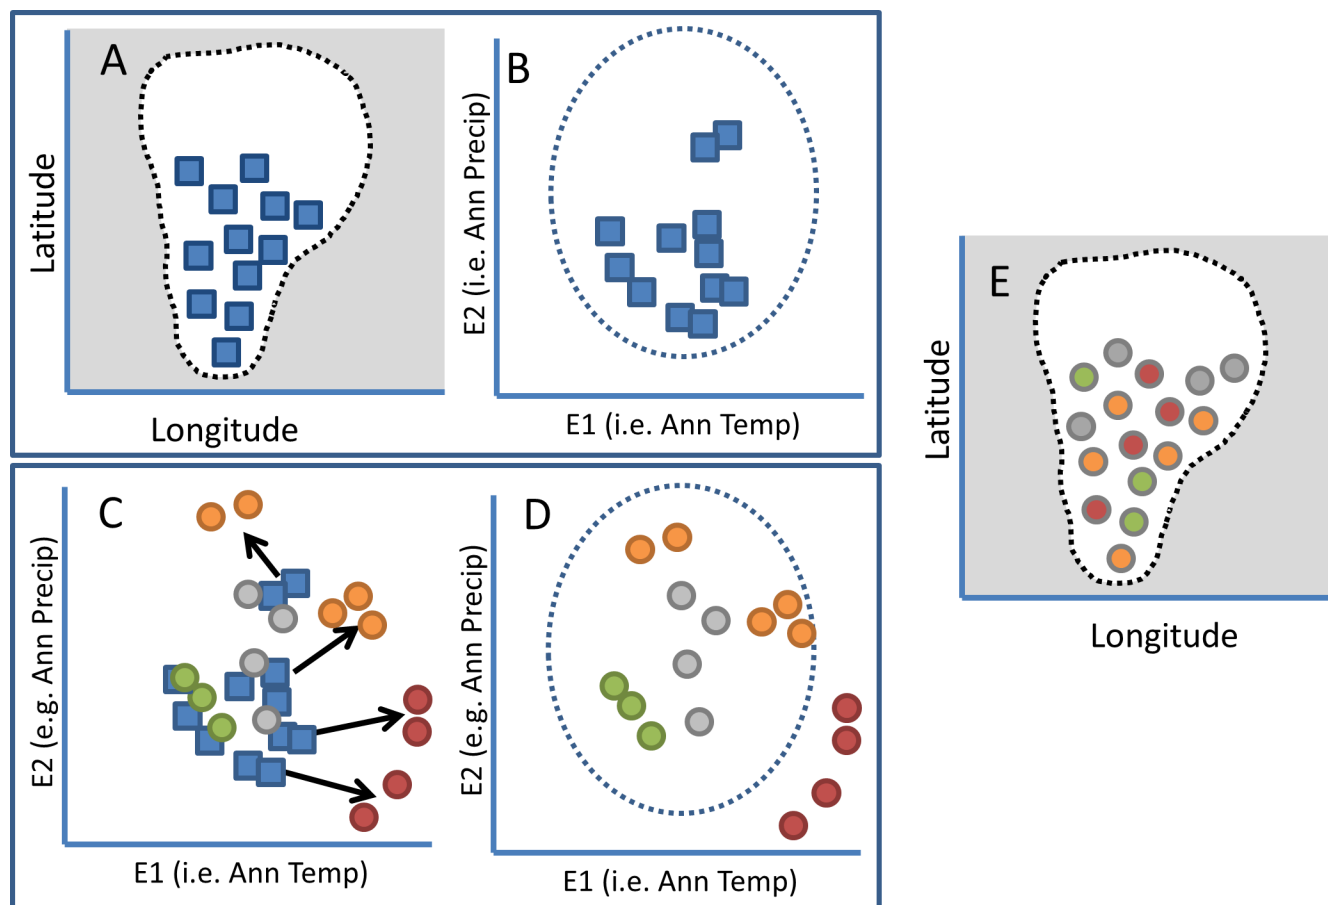 A
Latitude
Longitude
B
E2 (i.e. Ann Precip)
E1 (i.e. Ann Temp)
C
E2 (e.g. Ann Precip)
E1 (i.e. Ann Temp)
D
E2 (e.g. Ann Precip)
E1 (i.e. Ann Temp)
E
Latitude
Longitude